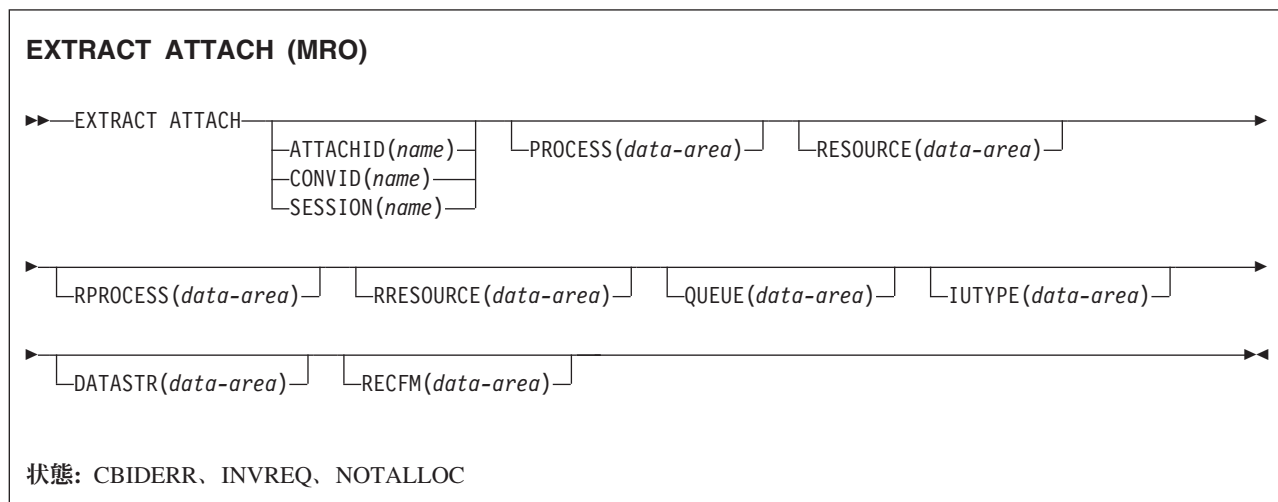 EXTRACT ATTACH (MRO)
EXTRACT ATTACH
ATTACHID(name)
CONVID(name)
SESSION(name)
PROCESS(data-area)
RESOURCE(data-area)
RPROCESS(data-area)
RRESOURCE(data-area)
QUEUE(data-area)
IUTYPE(data-area)
DATASTR(data-area)
RECFM(data-area)
状態: CBIDERR、INVREQ、NOTALLOC